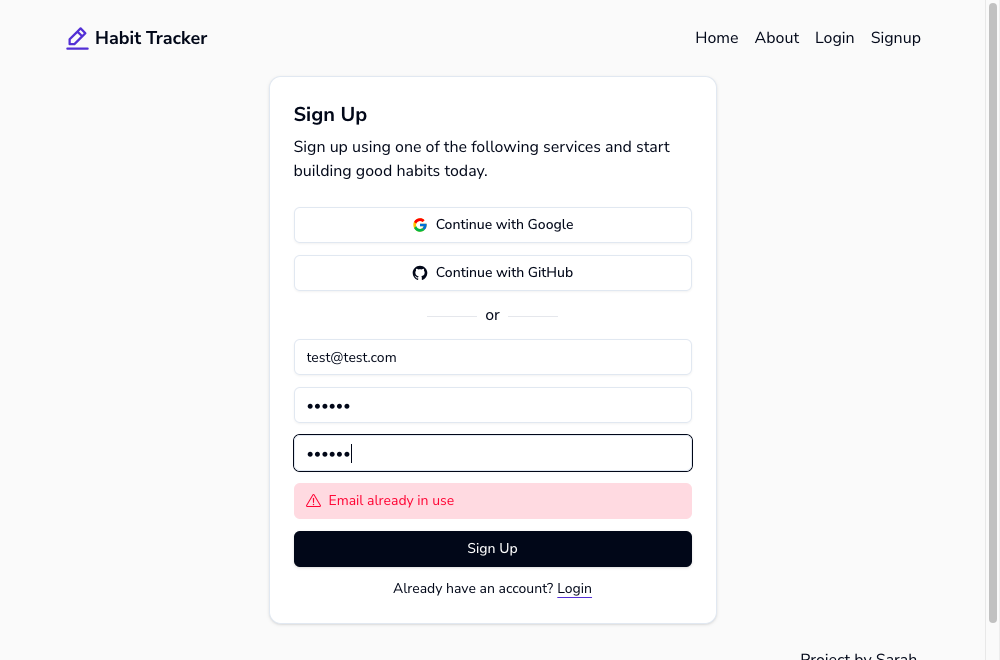 Habit Tracker
Home About Login Signup
Sign Up
Sign up using one of the following services and start
building good habits today.
Continue with Google
Continue with GitHub
or
test@test.com
••••••
••••••
Email already in use
Sign Up
Already have an account? Login
Project by Sarah